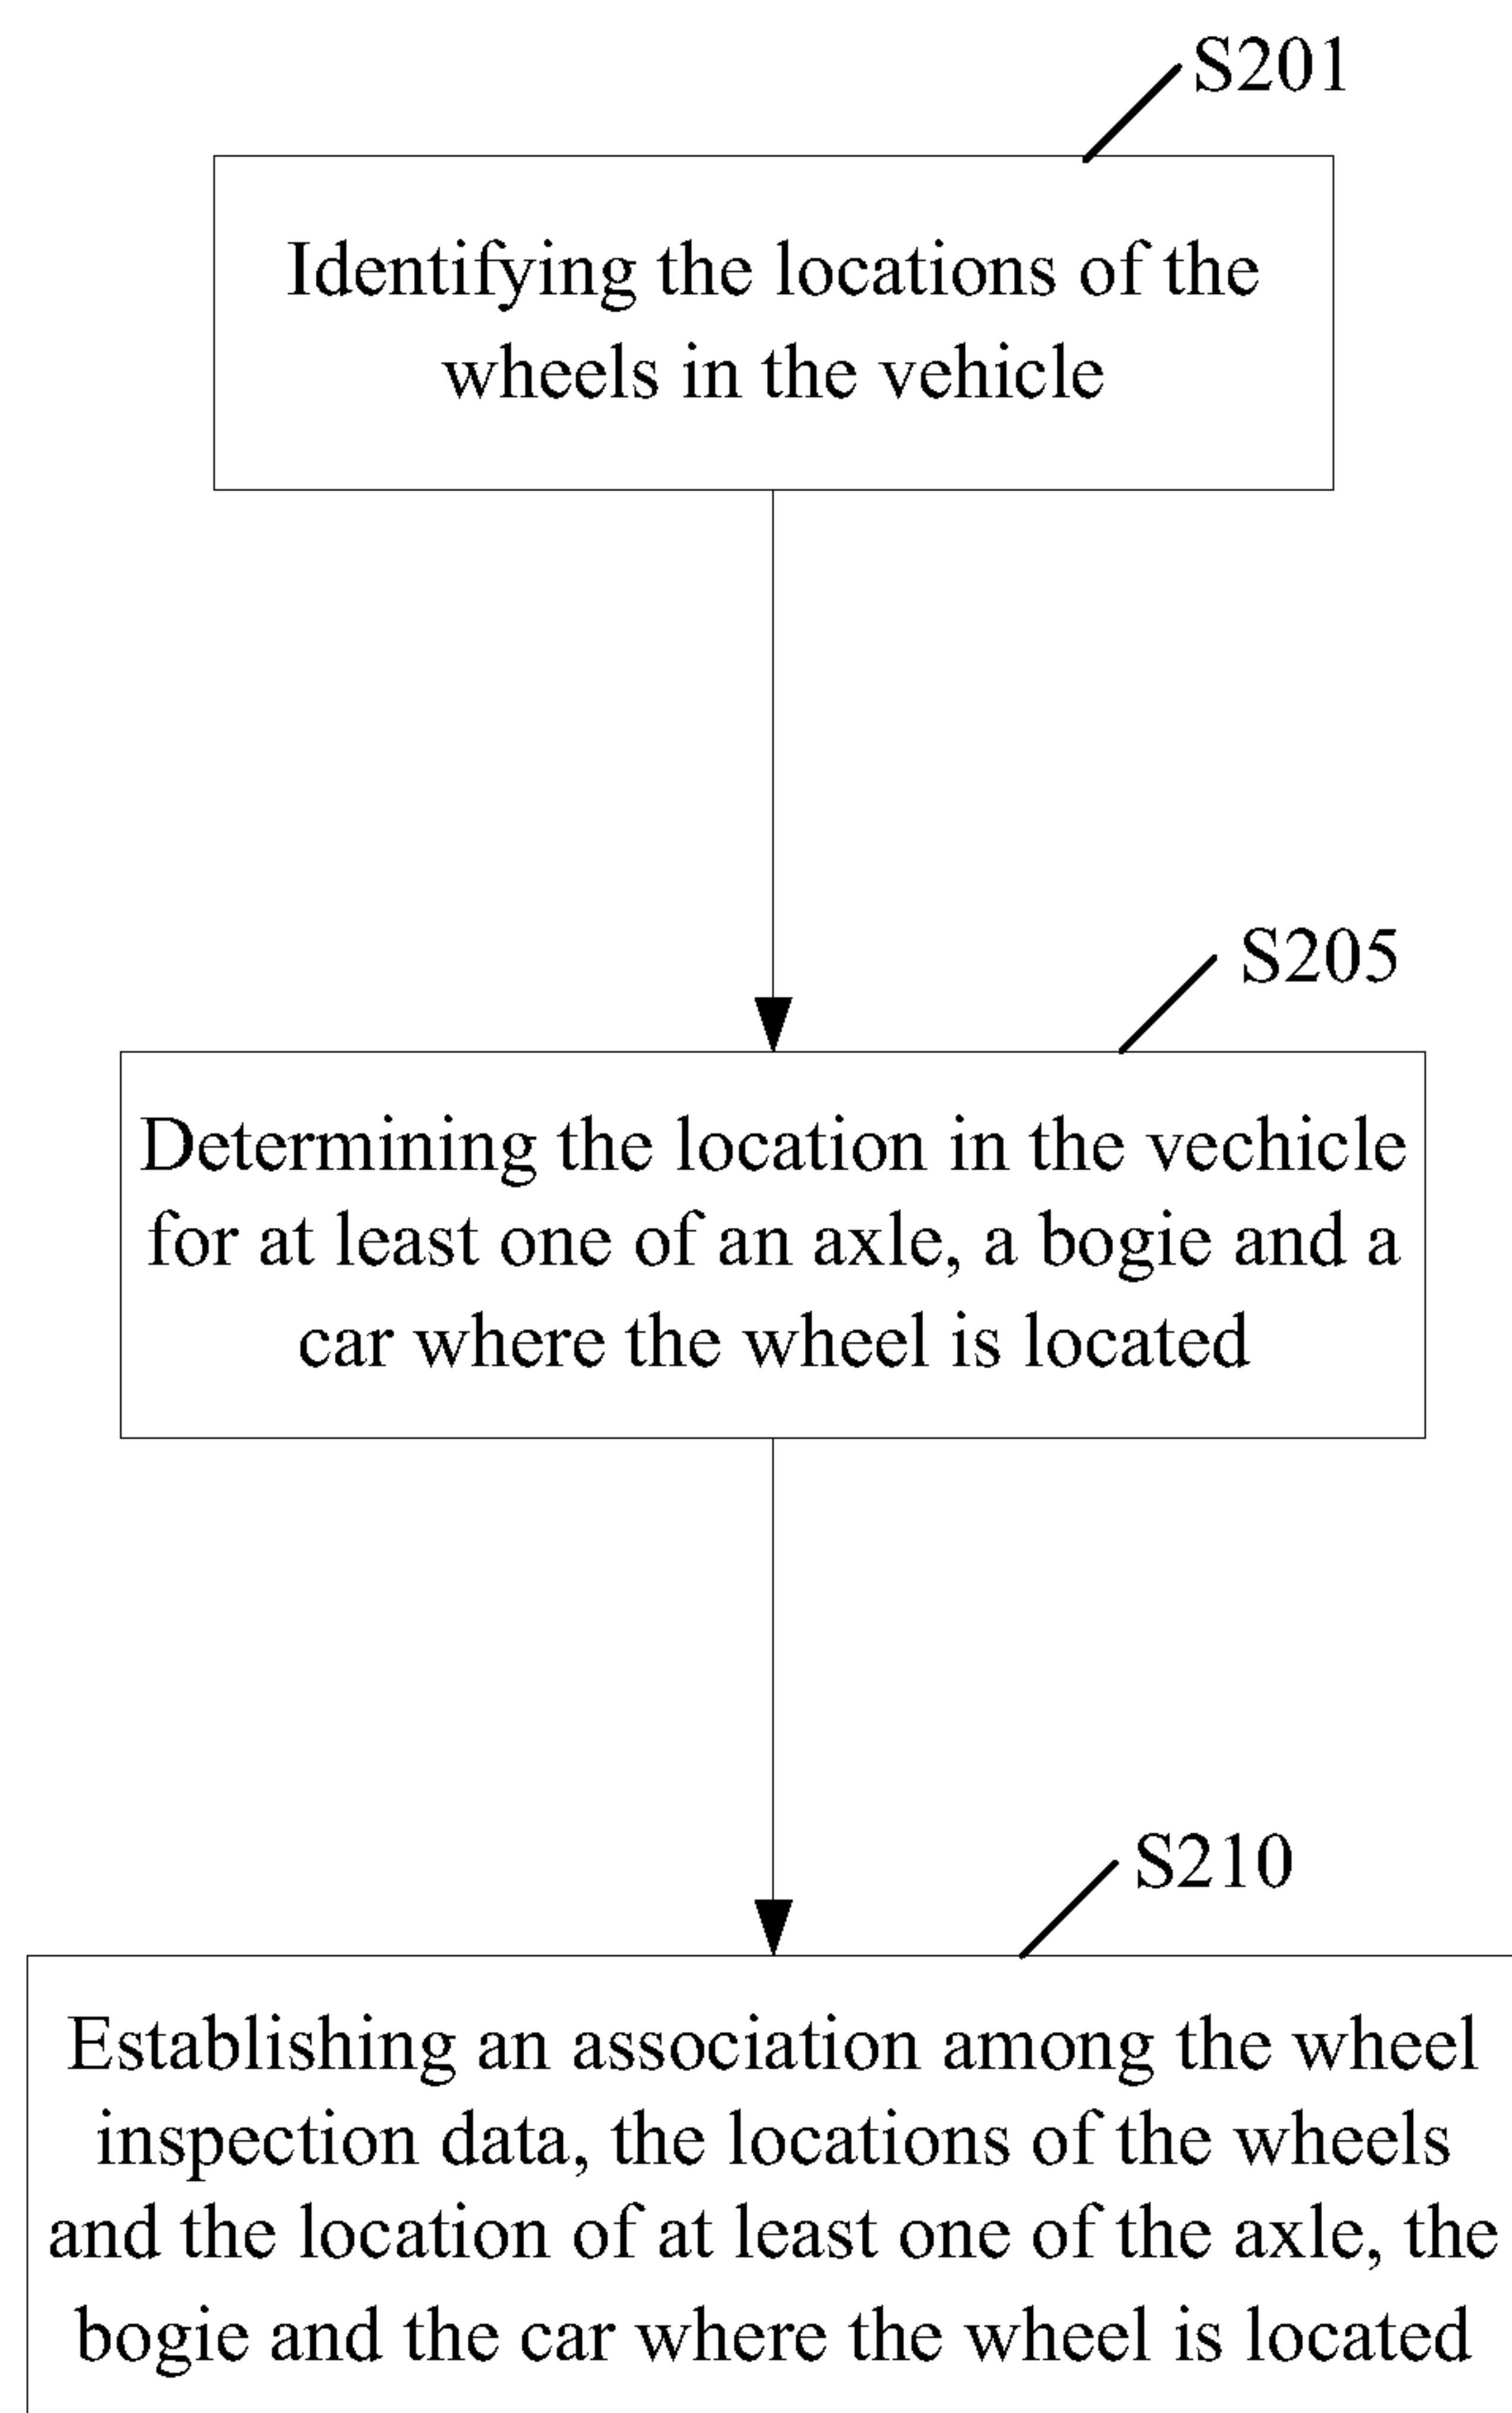 S201
Identifying the locations of the
wheels in the vehicle
S205
Determining the location in the vechicle
for at least one of an axle, a bogie and a
car where the wheel is located
S210
Establishing an association among the wheel
inspection data, the locations of the wheels
and the location of at least one of the axle, the
bogie and the car where the wheel is located